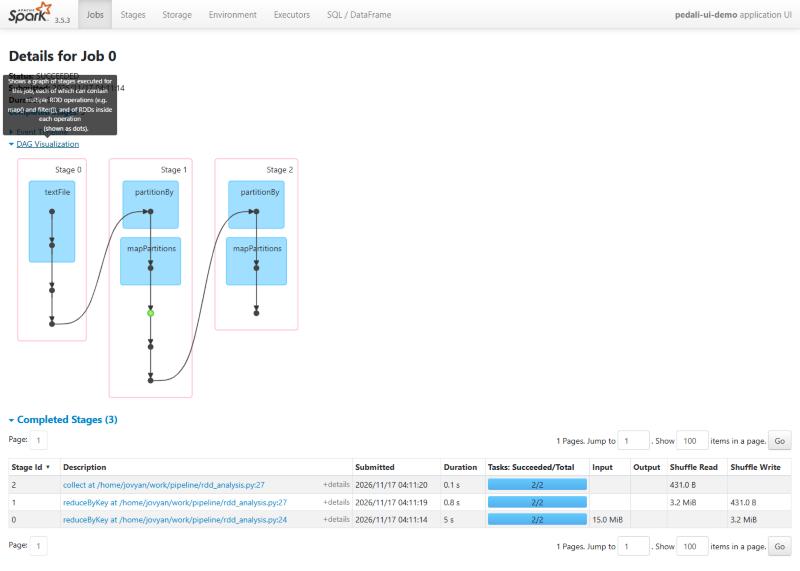 APACHE
Spark 3.5.3 Jobs Stages Storage Environment Executors SQL / DataFrame pedali-ui-demo application UI
Details for Job 0
Status: SUCCEEDED
Shows a graph of stages executed for
this job, each of which can contain
multiple RDD operations (e.g.
map() and filter()), and of RDDs inside
each operation
(shown as dots).
DAG Visualization
Stage 0 Stage 1 Stage 2
textFile partitionBy partitionBy
mapPartitions mapPartitions
Completed Stages (3)
Page: 1 1 Pages. Jump to 1 . Show 100 items in a page. Go
Stage Id Description Submitted Duration Tasks: Succeeded/Total Input Output Shuffle Read Shuffle Write
2 collect at /home/jovyan/work/pipeline/rdd_analysis.py:27 +details 2026/11/17 04:11:20 0.1 s 2/2 431.0 B
1 reduceByKey at /home/jovyan/work/pipeline/rdd_analysis.py:27 +details 2026/11/17 04:11:19 0.8 s 2/2 3.2 MiB 431.0 B
0 reduceByKey at /home/jovyan/work/pipeline/rdd_analysis.py:24 +details 2026/11/17 04:11:14 5 s 2/2 15.0 MiB 3.2 MiB
Page: 1 1 Pages. Jump to 1 . Show 100 items in a page. Go